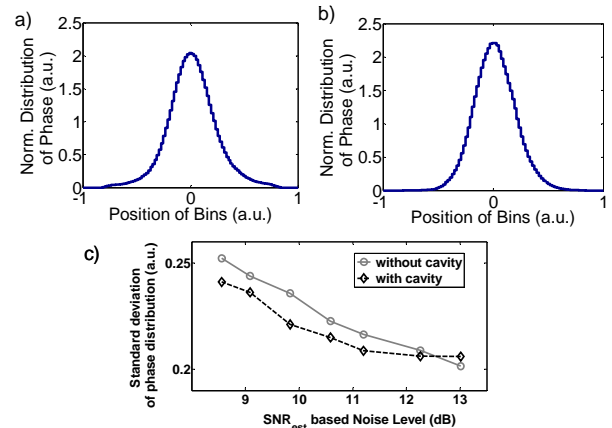 a)
2.5
2
1.5
1
0.5
0
-1
0
1
Norm. Distribution
of Phase (a.u.)
Position of Bins (a.u.)
b)
2.5
2
1.5
1
0.5
0
-1
0
1
Norm. Distribution
of Phase (a.u.)
Position of Bins (a.u.)
c)
0.25
0.2
Standard deviation
of phase distribution (a.u.)
without cavity
with cavity
9
10
11
12
13
SNRest based Noise Level (dB)